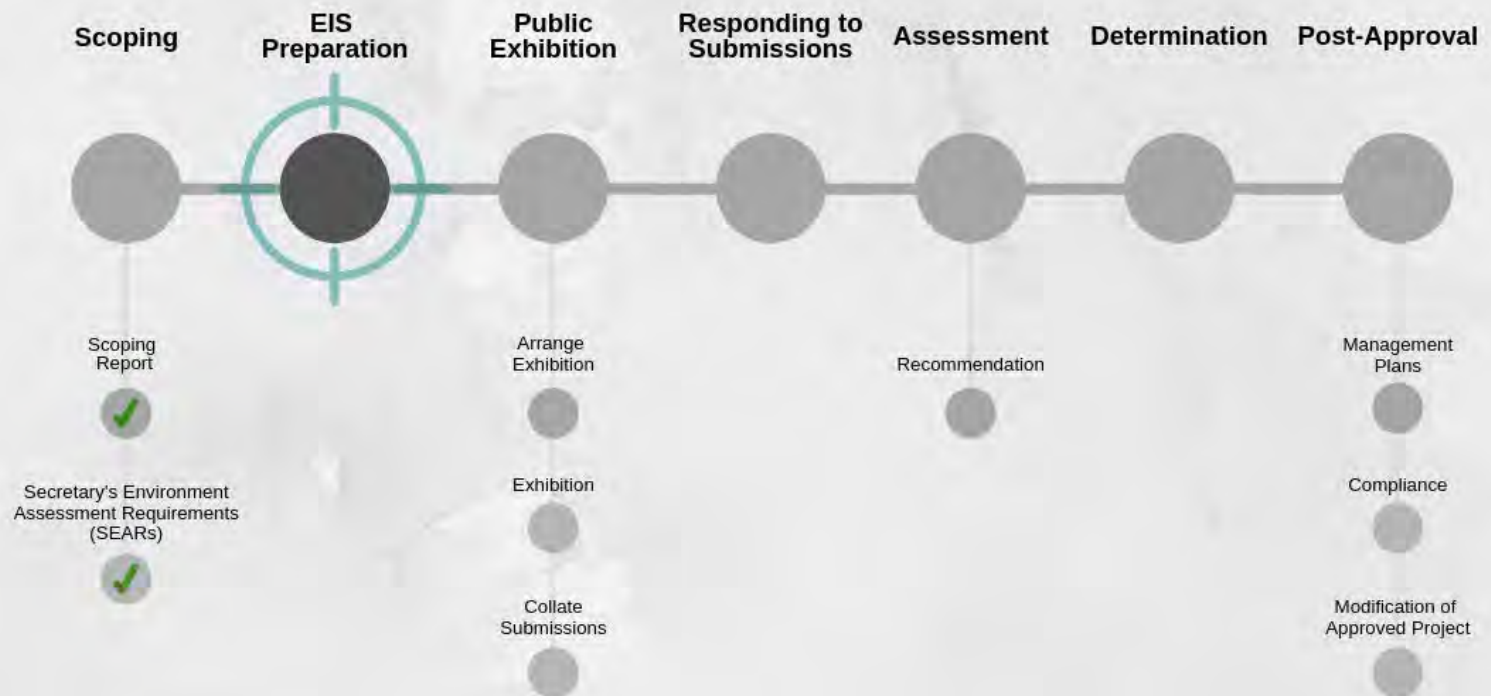 Scoping
EIS
Preparation
Public
Exhibition
Responding to
Submissions
Assessment
Determination
Post-Approval
Scoping
Report
Secretary's Environment
Assessment Requirements
(SEARs)
Arrange
Exhibition
Exhibition
Collate
Submissions
Recommendation
Management
Plans
Compliance
Modification of
Approved Project